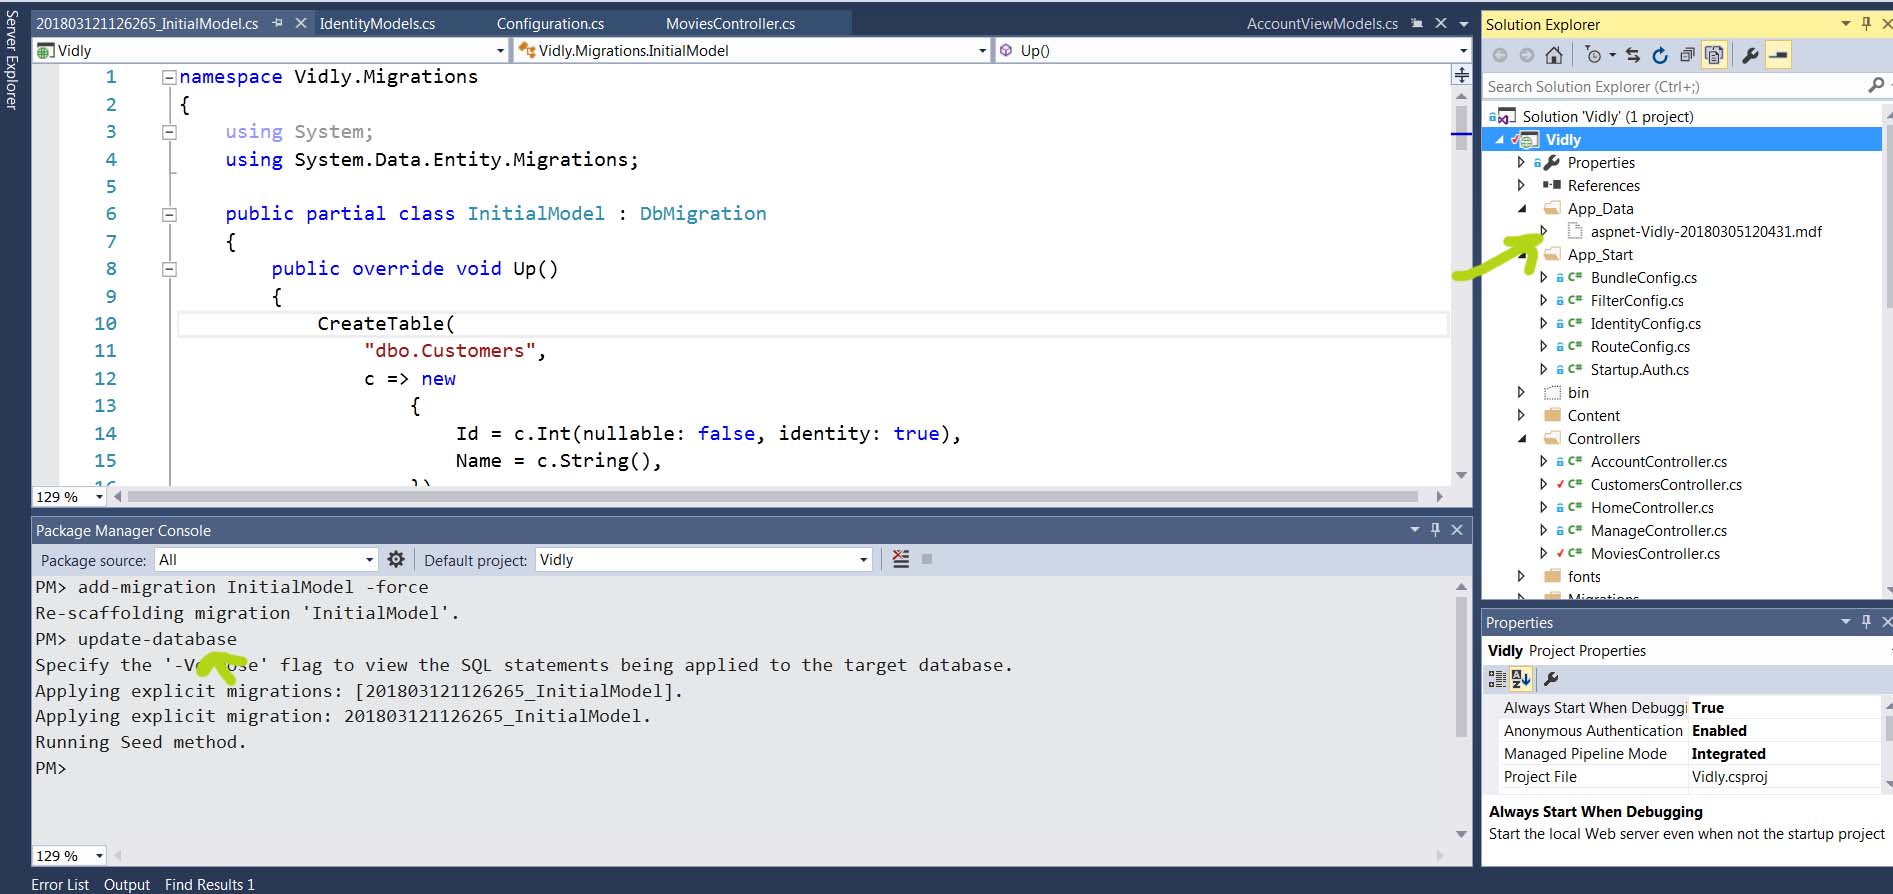 Server Explorer
201803121126265_InitialModel.cs
IdentityModels.cs
Configuration.cs
MoviesController.cs
AccountViewModels.cs
Vidly
Vidly.Migrations.InitialModel
Up()
1 namespace Vidly.Migrations
2 {
3 using System;
4 using System.Data.Entity.Migrations;
5
6 public partial class InitialModel : DbMigration
7 {
8 public override void Up()
9 {
10 CreateTable(
11 "dbo.Customers",
12 c => new
13 {
14 Id = c.Int(nullable: false, identity: true),
15 Name = c.String(),
129 %
Package Manager Console
Package source: All
Default project: Vidly
PM> add-migration InitialModel -force
Re-scaffolding migration 'InitialModel'.
PM> update-database
Specify the flag to view the SQL statements being applied to the target database.
Applying explicit migrations: [201803121126265_InitialModel].
Applying explicit migration: 201803121126265_InitialModel.
Running Seed method.
PM>
129 %
Error List Output Find Results 1
Solution Explorer
Search Solution Explorer (Ctrl+;)
Solution 'Vidly' (1 project)
Vidly
Properties
References
App_Data
aspnet-Vidly-20180305120431.mdf
App_Start
C# BundleConfig.cs
C# FilterConfig.cs
C# IdentityConfig.cs
C# RouteConfig.cs
C# Startup.Auth.cs
bin
Content
Controllers
C# AccountController.cs
C# CustomersController.cs
C# HomeController.cs
C# ManageController.cs
C# MoviesController.cs
fonts
Properties
Vidly Project Properties
Always Start When Debuggi True
Anonymous Authentication Enabled
Managed Pipeline Mode Integrated
Project File Vidly.csproj
Always Start When Debugging
Start the local Web server even when not the startup project